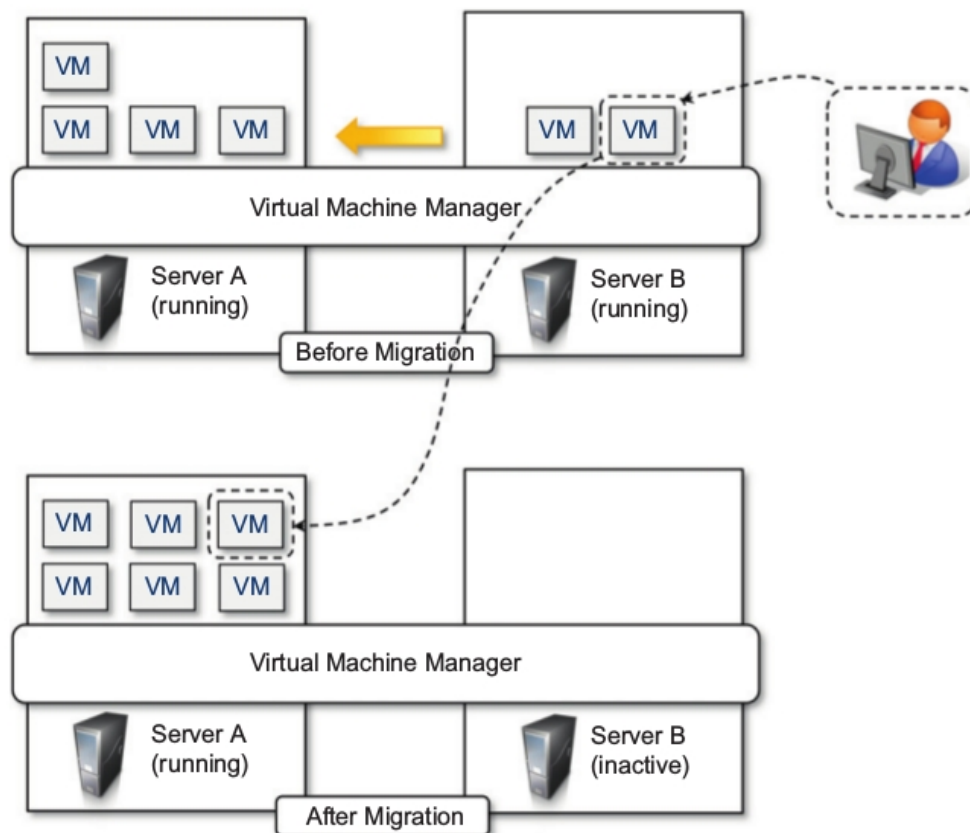 VM
VM VM VM VM VM
Virtual Machine Manager
Server A
(running)
Server B
(running)
Before Migration
VM VM VM
VM VM VM
Virtual Machine Manager
Server A
(running)
Server B
(inactive)
After Migration